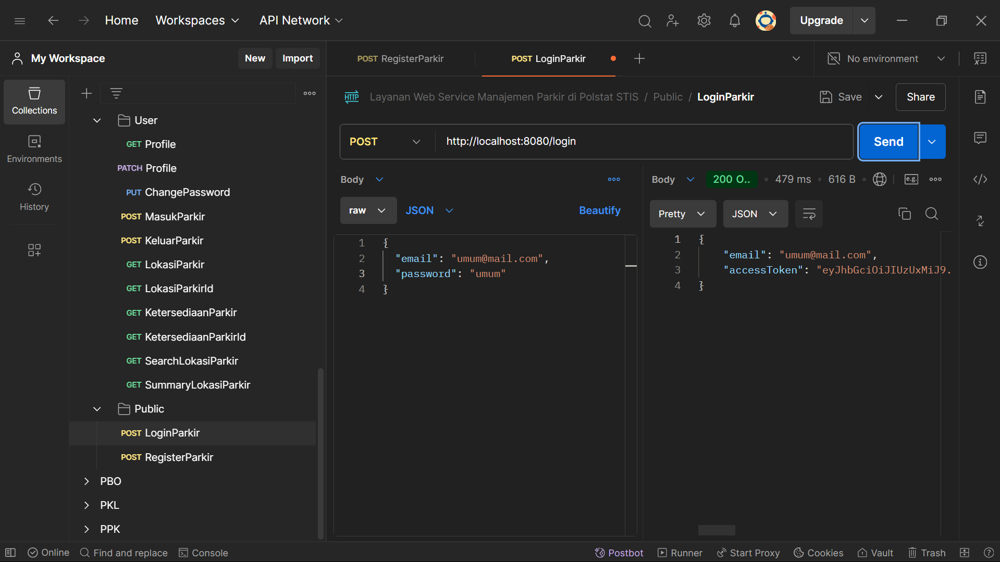 Home
Workspaces
API Network
Upgrade
My Workspace
New
Import
POST RegisterParkir
POST LoginParkir
No environment
Collections
Environments
History
User
GET Profile
PATCH Profile
PUT ChangePassword
POST MasukParkir
POST KeluarParkir
GET LokasiParkir
GET LokasiParkirId
GET KetersediaanParkir
GET KetersediaanParkirId
GET SearchLokasiParkir
GET SummaryLokasiParkir
Public
POST LoginParkir
POST RegisterParkir
PBO
PKL
PPK
HTTP Layanan Web Service Manajemen Parkir di Polstat STIS / Public / LoginParkir
Save
Share
POST
http://localhost:8080/login
Send
Body
raw
JSON
Beautify
1 {
2 "email": "umum@mail.com",
3 "password": "umum"
4 }
Body
200 O..
479 ms
616 B
e.g.
Pretty
JSON
1 {
2 "email": "umum@mail.com",
3 "accessToken": "eyJhbGciOiJIUzUxMiJ9.
4 }
Online
Find and replace
Console
Postbot
Runner
Start Proxy
Cookies
Vault
Trash